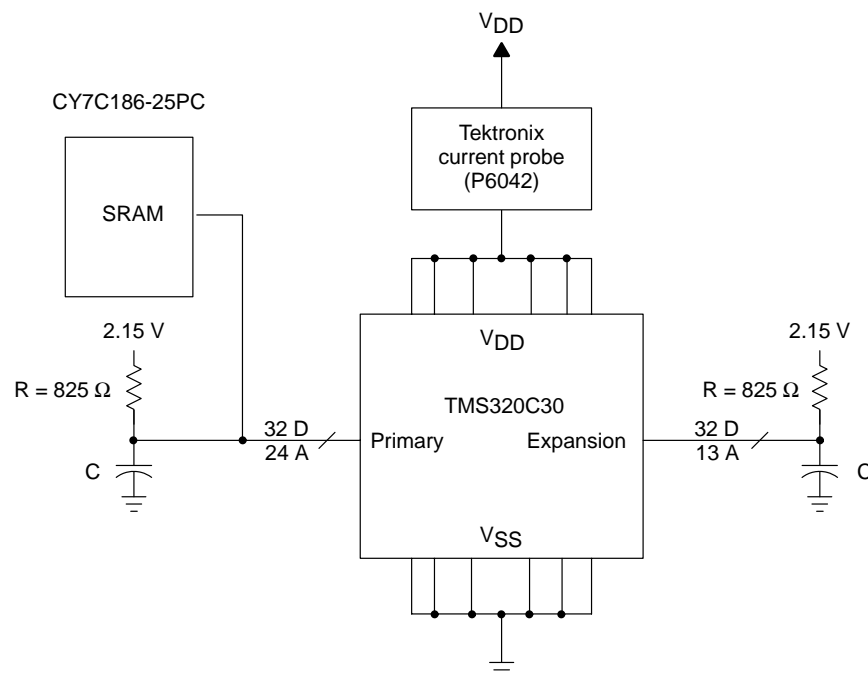 VDD
CY7C186-25PC
Tektronix
current probe
(P6042)
SRAM
VDD
2.15 V
2.15 V
R = 825 Ω
R = 825 Ω
TMS320C30
32 D
Primary
Expansion
32 D
24 A
13 A
C
C
VSS